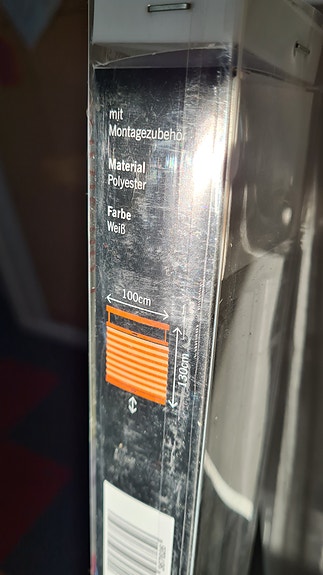 mit
Montagezubehör
Material
Polyester
Farbe
Weiß
100cm
130cm